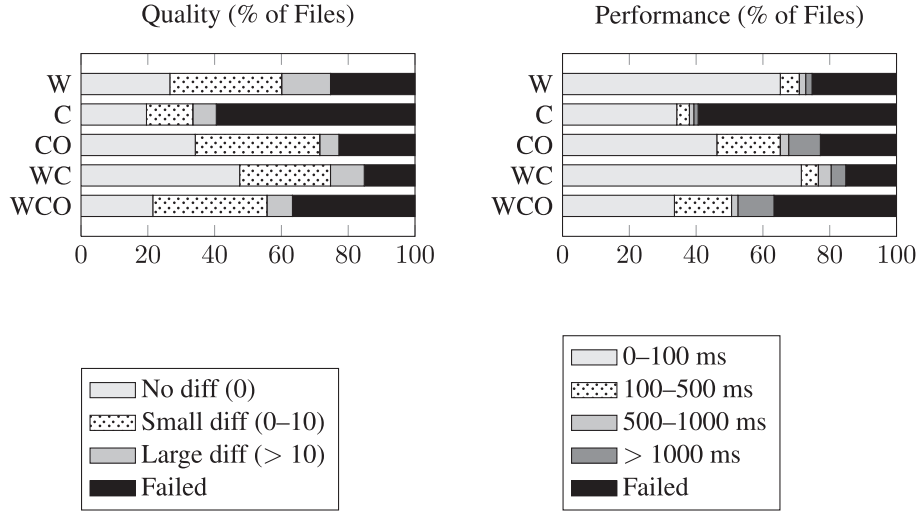 Quality (% of Files)
W
C
CO
WC
WCO
0 20 40 60 80 100
No diff (0)
Small diff (0–10)
Large diff (> 10)
Failed
Performance (% of Files)
W
C
CO
WC
WCO
0 20 40 60 80 100
0–100 ms
100–500 ms
500–1000 ms
> 1000 ms
Failed